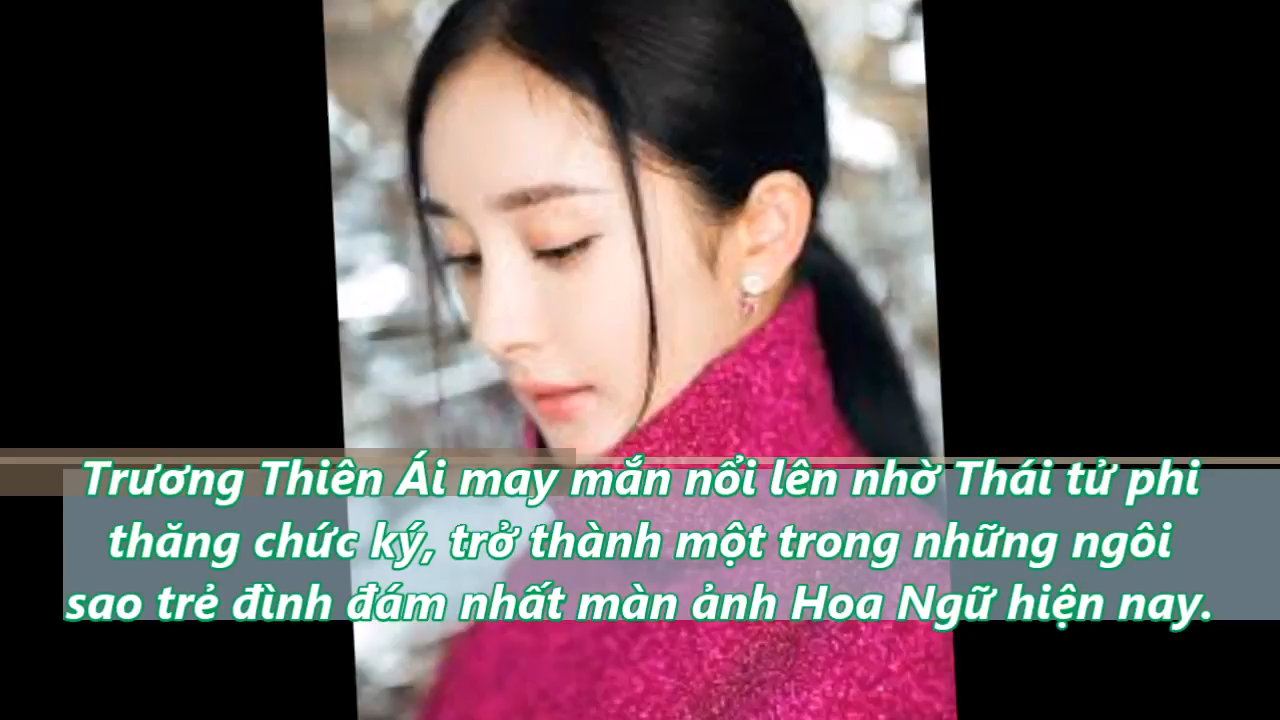 Trương Thiên Ái may mắn nổi lên nhờ Thái tử phi
thăng chức ký, trở thành một trong những ngôi
sao trẻ đình đám nhất màn ảnh Hoa Ngữ hiện nay.